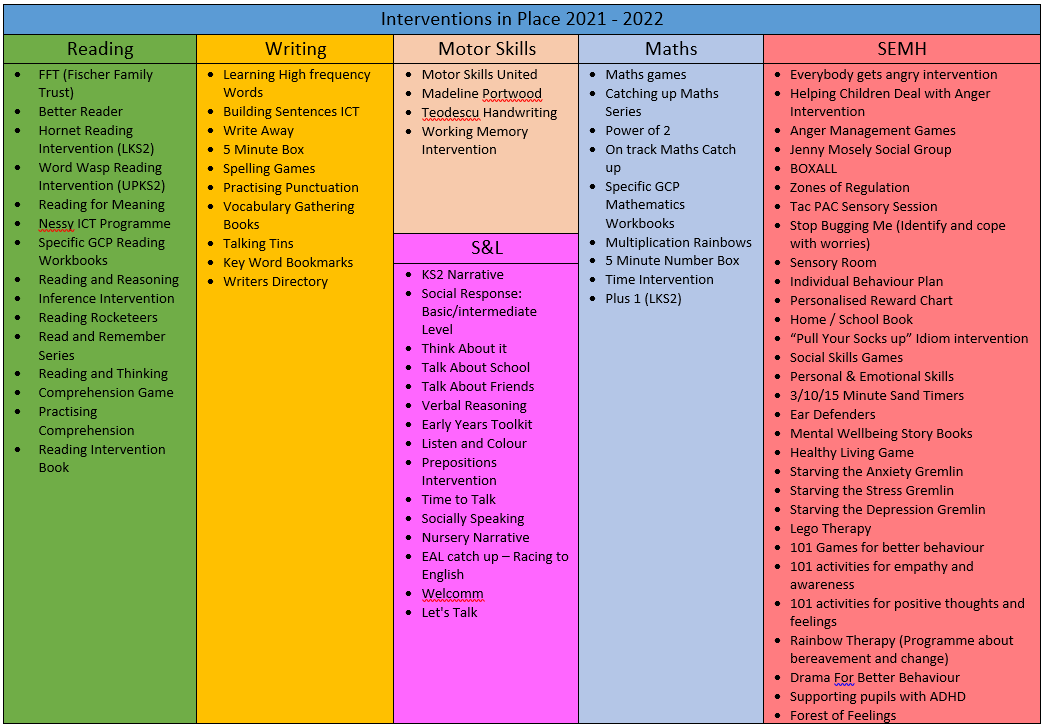 Interventions in Place 2021 - 2022
Reading
• FFT (Fischer Family
Trust)
• Better Reader
• Hornet Reading
Intervention (LKS2)
• Word Wasp Reading
Intervention (UPKS2)
• Reading for Meaning
• Nessy ICT Programme
• Specific GCP Reading
Workbooks
• Reading and Reasoning
• Inference Intervention
• Reading Rocketeers
• Read and Remember
Series
• Reading and Thinking
• Comprehension Game
• Practising
Comprehension
• Reading Intervention
Book
Writing
• Learning High frequency
Words
• Building Sentences ICT
• Write Away
• 5 Minute Box
• Spelling Games
• Practising Punctuation
• Vocabulary Gathering
Books
• Talking Tins
• Key Word Bookmarks
• Writers Directory
Motor Skills
• Motor Skills United
• Madeline Portwood
• Teodescu Handwriting
• Working Memory
Intervention
S&L
• KS2 Narrative
• Social Response:
Basic/intermediate
Level
• Think About it
• Talk About School
• Talk About Friends
• Verbal Reasoning
• Early Years Toolkit
• Listen and Colour
• Prepositions
Intervention
• Time to Talk
• Socially Speaking
• Nursery Narrative
• EAL catch up – Racing to
English
• Welcomm
• Let's Talk
Maths
• Maths games
• Catching up Maths
Series
• Power of 2
• On track Maths Catch
up
• Specific GCP
Mathematics
Workbooks
• Multiplication Rainbows
• 5 Minute Number Box
• Time Intervention
• Plus 1 (LKS2)
SEMH
• Everybody gets angry intervention
• Helping Children Deal with Anger
Intervention
• Anger Management Games
• Jenny Mosely Social Group
• BOXALL
• Zones of Regulation
• Tac PAC Sensory Session
• Stop Bugging Me (Identify and cope
with worries)
• Sensory Room
• Individual Behaviour Plan
• Personalised Reward Chart
• Home / School Book
• “Pull Your Socks up” Idiom intervention
• Social Skills Games
• Personal & Emotional Skills
• 3/10/15 Minute Sand Timers
• Ear Defenders
• Mental Wellbeing Story Books
• Healthy Living Game
• Starving the Anxiety Gremlin
• Starving the Stress Gremlin
• Starving the Depression Gremlin
• Lego Therapy
• 101 Games for better behaviour
• 101 activities for empathy and
awareness
• 101 activities for positive thoughts and
feelings
• Rainbow Therapy (Programme about
bereavement and change)
• Drama For Better Behaviour
• Supporting pupils with ADHD
• Forest of Feelings